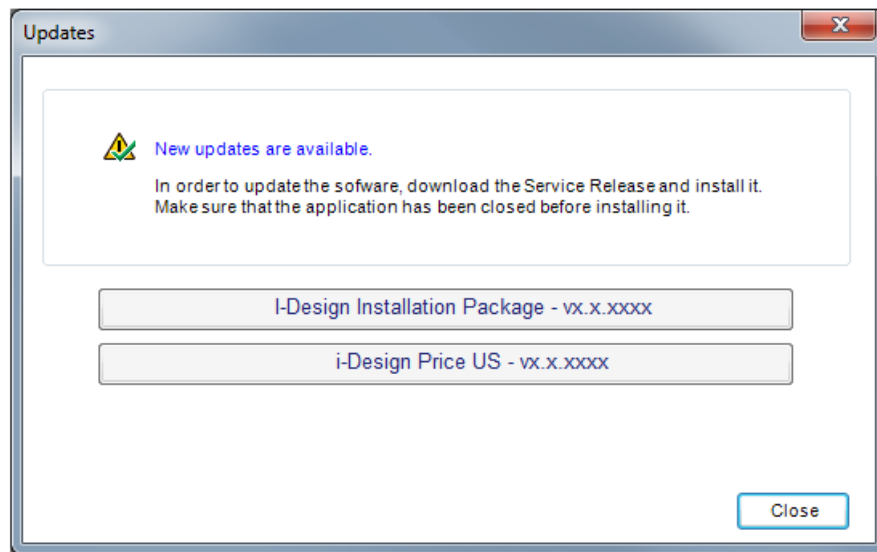 Updates
New updates are available.
In order to update the sofware, download the Service Release and install it.
Make sure that the application has been closed before installing it.
I-Design Installation Package - vx.x.xxxx
i-Design Price US - vx.x.xxxx
Close